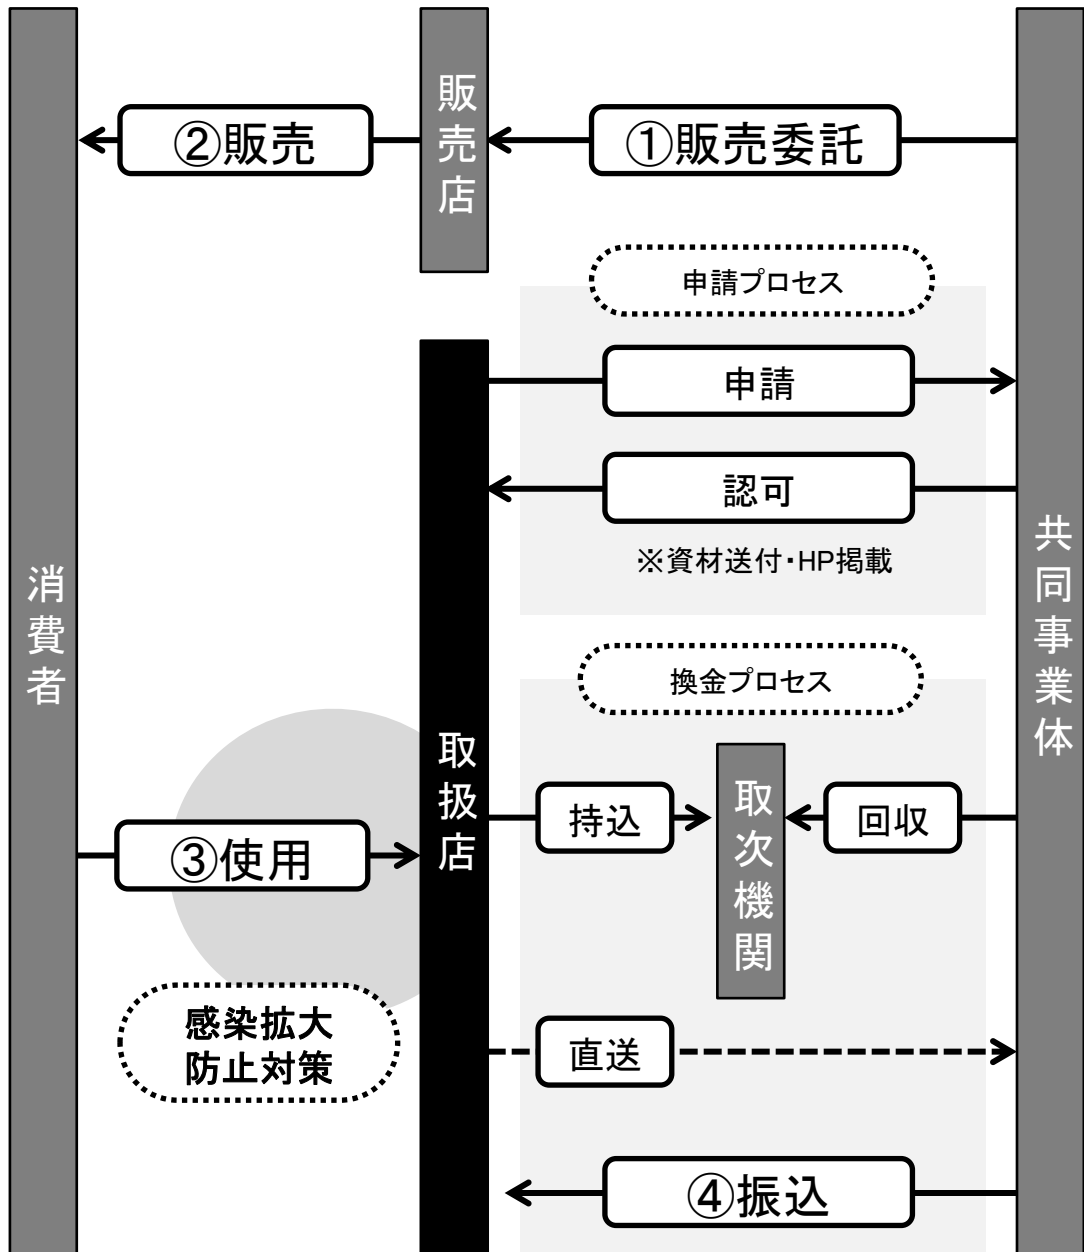 販売店
②販売
①販売委託
申請プロセス
申請
認可
※資材送付・HP掲載
消費者
共同事業体
換金プロセス
取扱店
持込
取次機関
回収
③使用
感染拡大
防止対策
直送
④振込